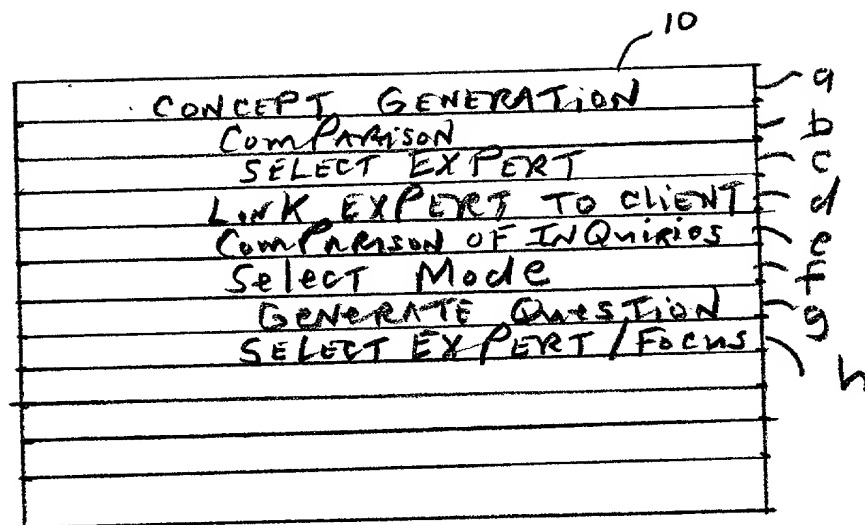 10
CONCEPT GENERATION a
ComPARisON b
SELECT EXPERT c
LiNK EXPERT TO CliENT d
ComPARisoN OF INQuiRies e
Select Mode f
GENERATE QuesTiON g
SELECT EXPERT / Focus h